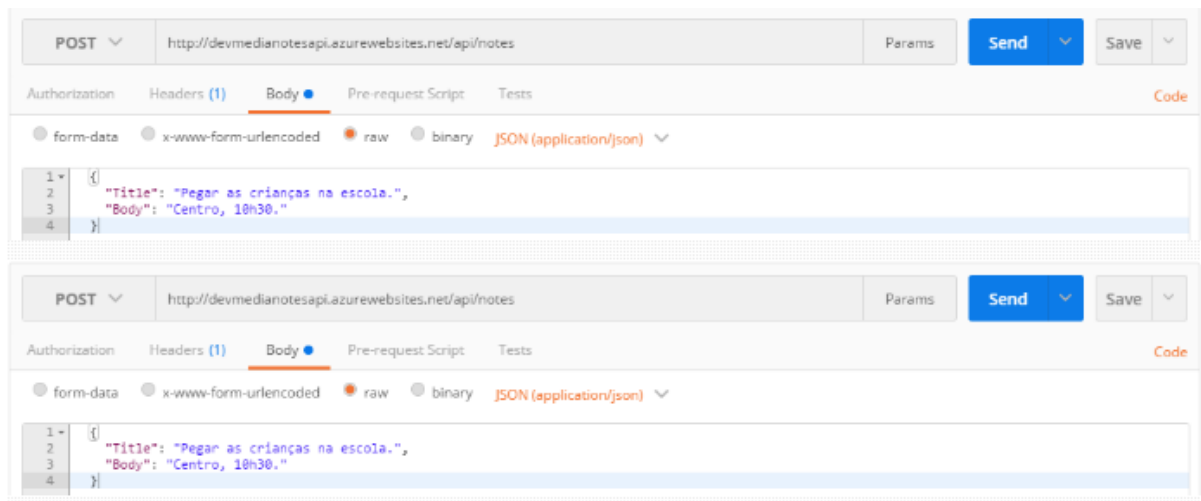 POST http://devmedianotesapi.azurewebsites.net/api/notes Params Send Save
Authorization Headers (1) Body Pre-request Script Tests Code
form-data x-www-form-urlencoded raw binary JSON (application/json)
1 {
2 "Title": "Pegar as crianças na escola.",
3 "Body": "Centro, 10h30."
4 }
POST http://devmedianotesapi.azurewebsites.net/api/notes Params Send Save
Authorization Headers (1) Body Pre-request Script Tests Code
form-data x-www-form-urlencoded raw binary JSON (application/json)
1 {
2 "Title": "Pegar as crianças na escola.",
3 "Body": "Centro, 10h30."
4 }